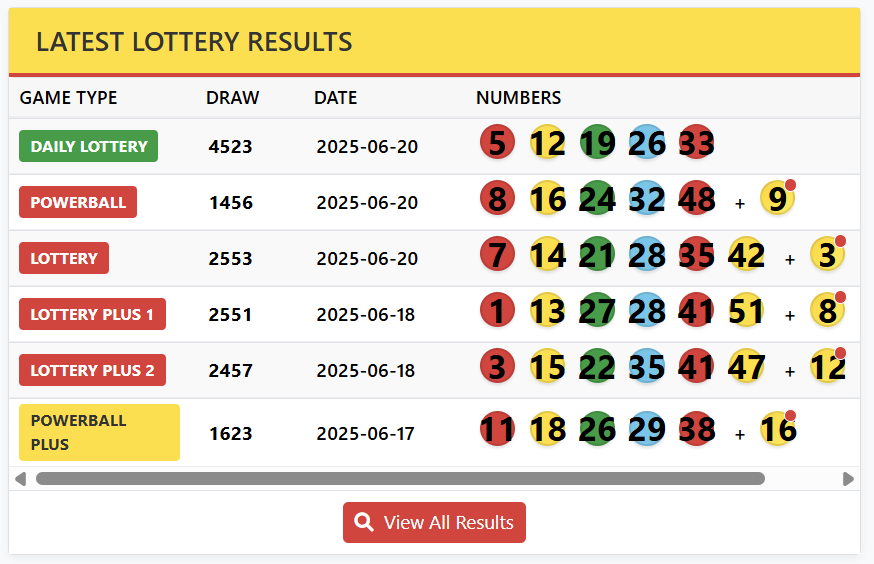 LATEST LOTTERY RESULTS
GAME TYPE DRAW DATE NUMBERS
DAILY LOTTERY 4523 2025-06-20 5 12 19 26 33
POWERBALL 1456 2025-06-20 8 16 24 32 48 + 9
LOTTERY 2553 2025-06-20 7 14 21 28 35 42 + 3
LOTTERY PLUS 1 2551 2025-06-18 1 13 27 28 41 51 + 8
LOTTERY PLUS 2 2457 2025-06-18 3 15 22 35 41 47 + 12
POWERBALL
PLUS 1623 2025-06-17 11 18 26 29 38 + 16
View All Results